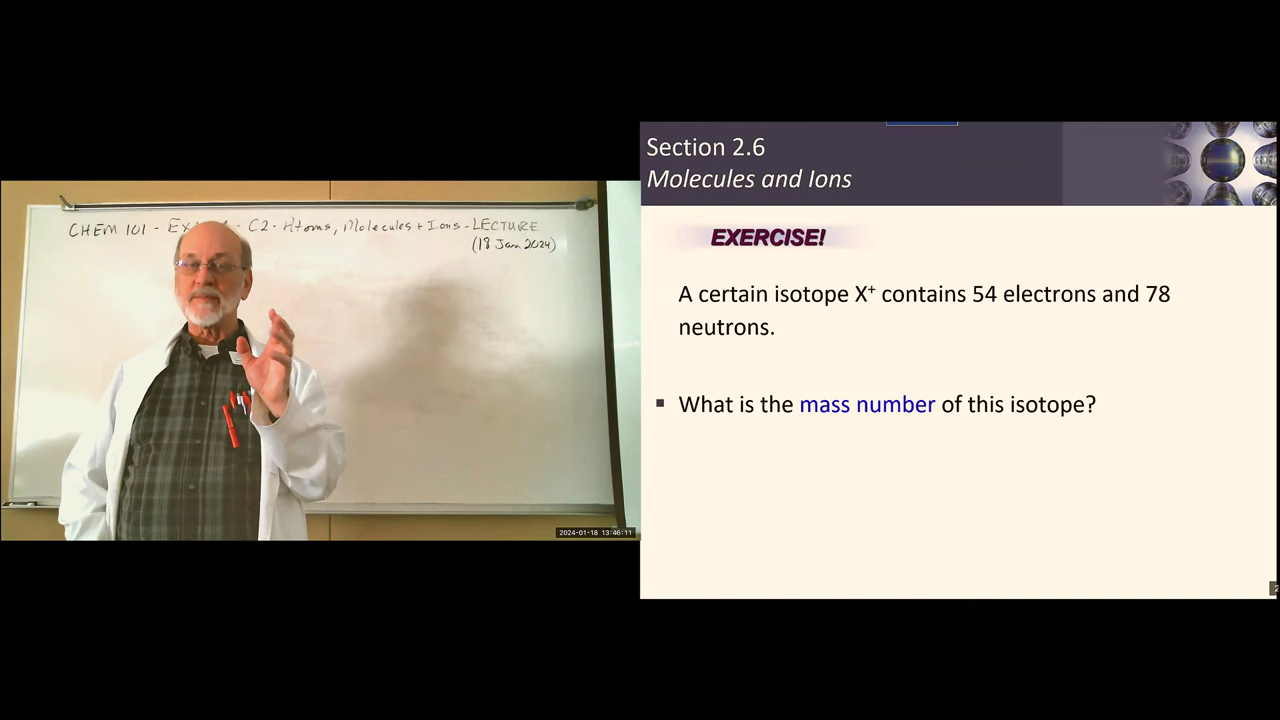 CHEM 101 - Ex C2 - Atoms, Molecules + Ions - LECTURE
(18 Jan 2024)
2024-01-18 13:46:11
Section 2.6
Molecules and Ions
EXERCISE!
A certain isotope X⁺ contains 54 electrons and 78
neutrons.
▪ What is the mass number of this isotope?
2